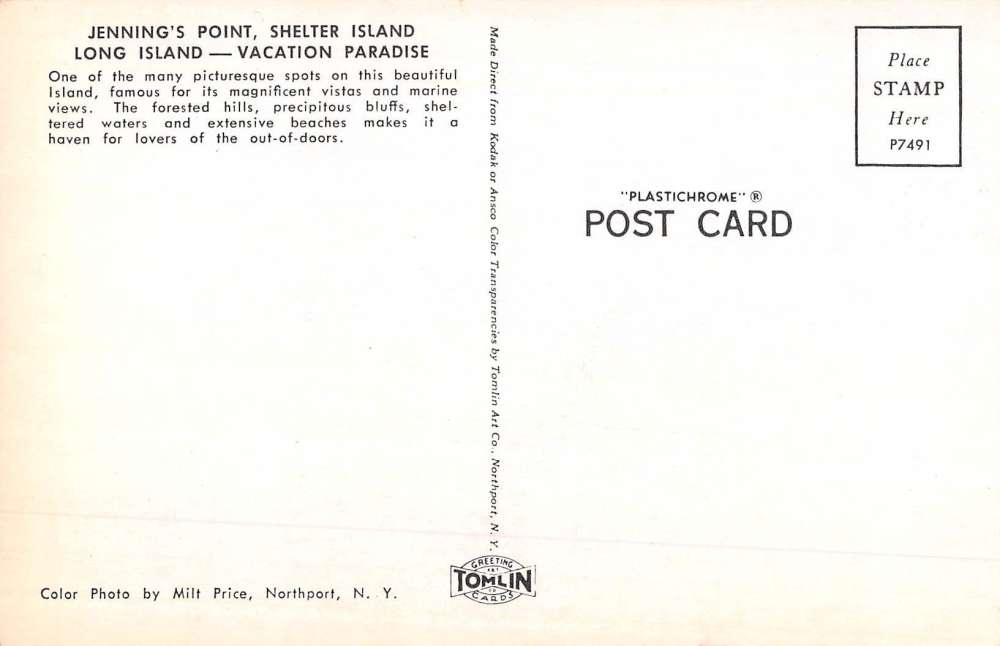 JENNING'S POINT, SHELTER ISLAND
LONG ISLAND — VACATION PARADISE
One of the many picturesque spots on this beautiful
Island, famous for its magnificent vistas and marine
views. The forested hills, precipitous bluffs, shel-
tered waters and extensive beaches makes it a
haven for lovers of the out-of-doors.
Color Photo by Milt Price, Northport, N. Y.
Made Direct from Kodak or Ansco Color Transparencies by Tomlin Art Co., Northport, N. Y.
GREETING
ART
TOMLIN
CO
CARDS
Place
STAMP
Here
P7491
"PLASTICHROME" ®
POST CARD